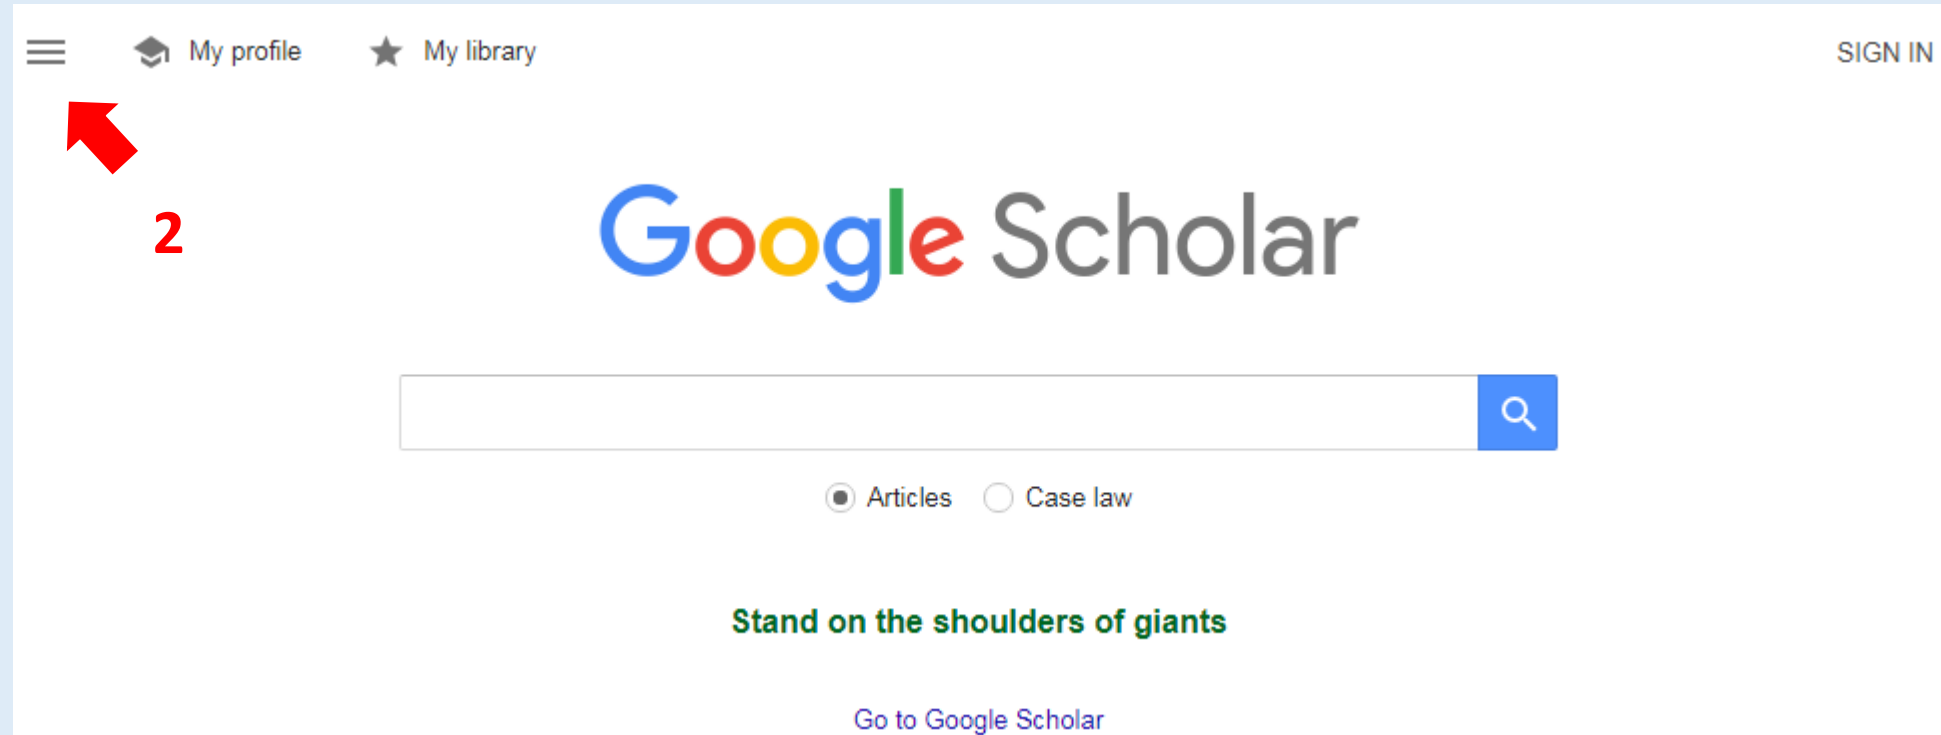 My profile My library SIGN IN
2
Google Scholar
Articles Case law
Stand on the shoulders of giants
Go to Google Scholar